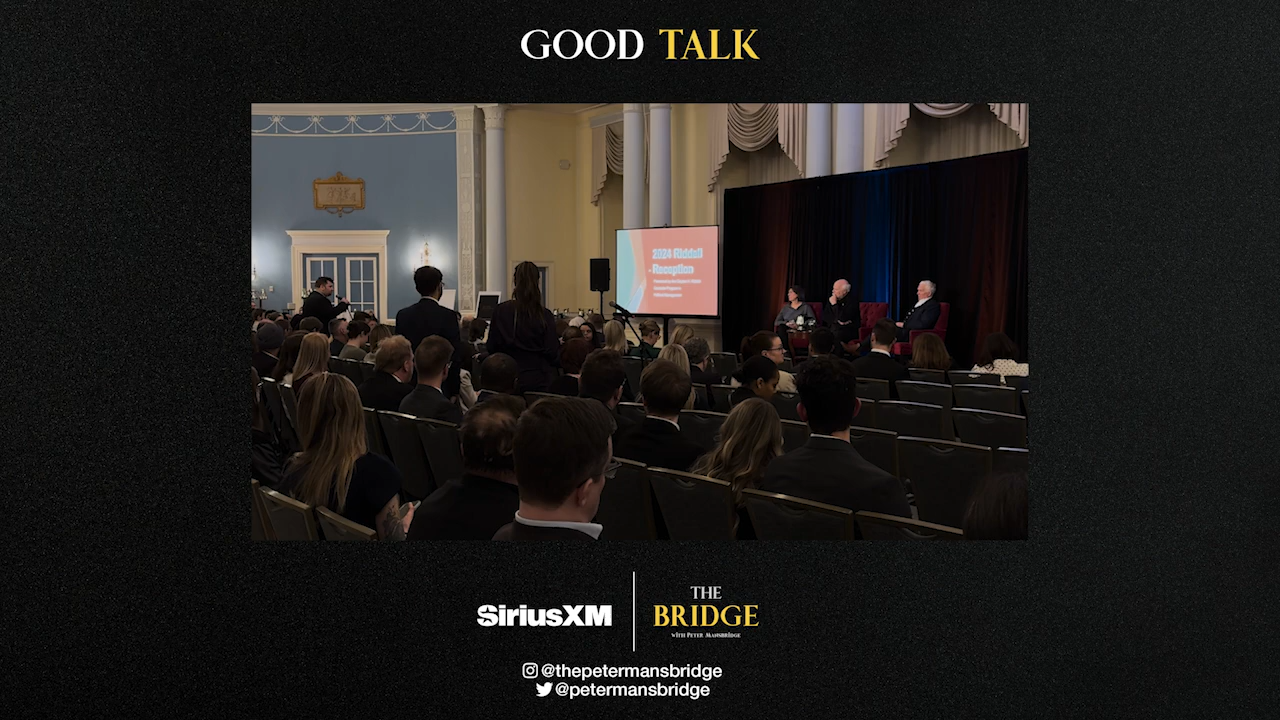 GOOD TALK
2024 Riddell
Reception
SiriusXM
THE
BRIDGE
WITH PETER MANSBRIDGE
@thepetermansbridge
@petermansbridge